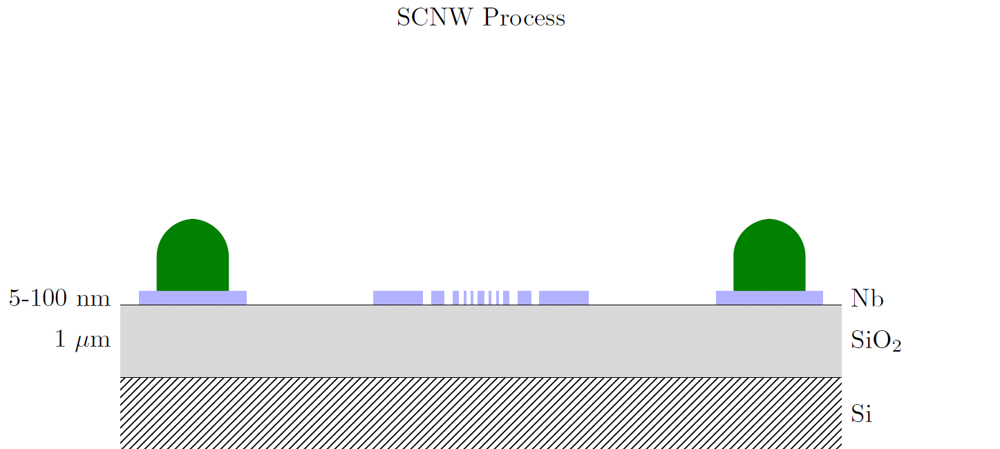 SCNW Process
5-100 nm
Nb
1 μm
SiO₂
Si